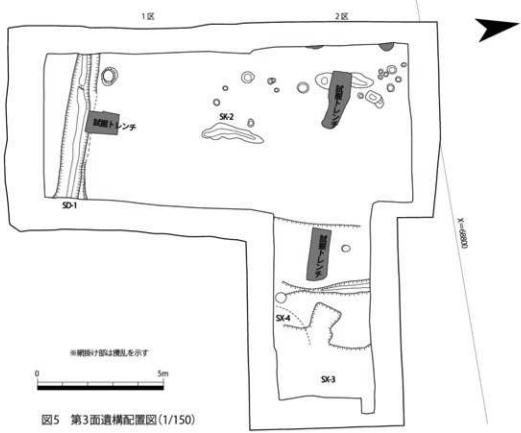 1区
2区
試掘トレンチ
試掘トレンチ
SK-2
SD-1
試掘トレンチ
X=-68800
SX-4
SX-3
※網掛け部は攪乱を示す
0
5m
図5 第3面遺構配置図(1/150)